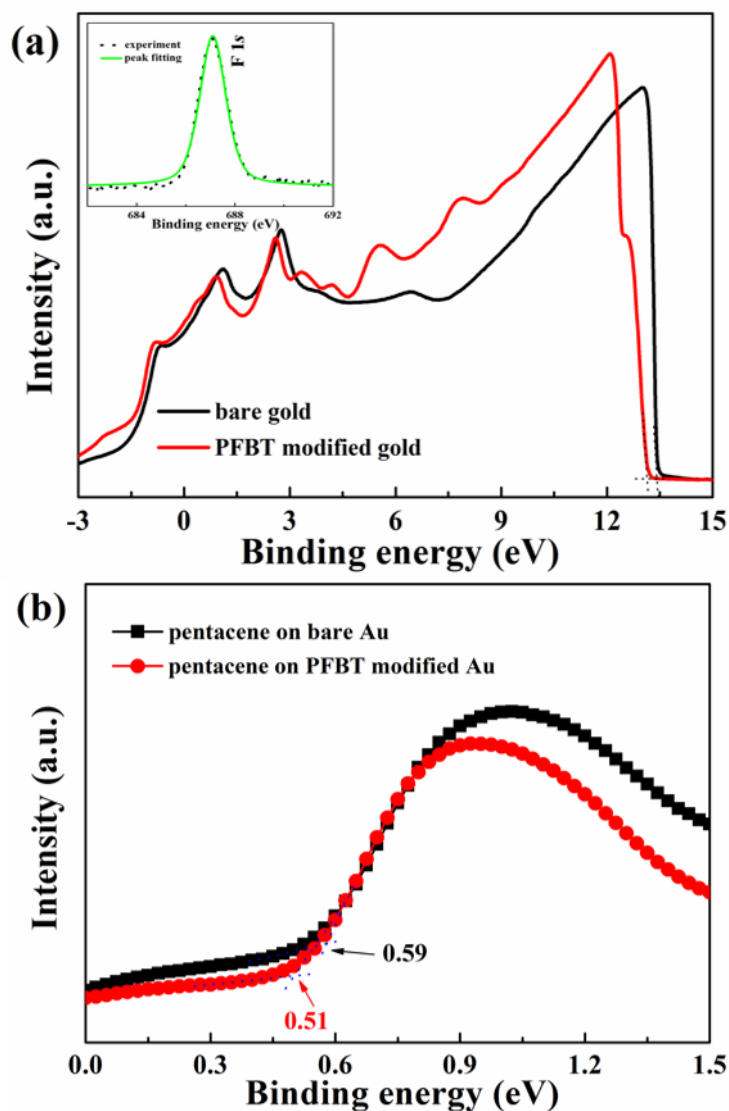 (a)
experiment
peak fitting
F 1s
684 688 692
Binding energy (eV)
Intensity (a.u.)
bare gold
PFBT modified gold
-3 0 3 6 9 12 15
Binding energy (eV)
(b)
pentacene on bare Au
pentacene on PFBT modified Au
Intensity (a.u.)
0.59
0.51
0.0 0.3 0.6 0.9 1.2 1.5
Binding energy (eV)